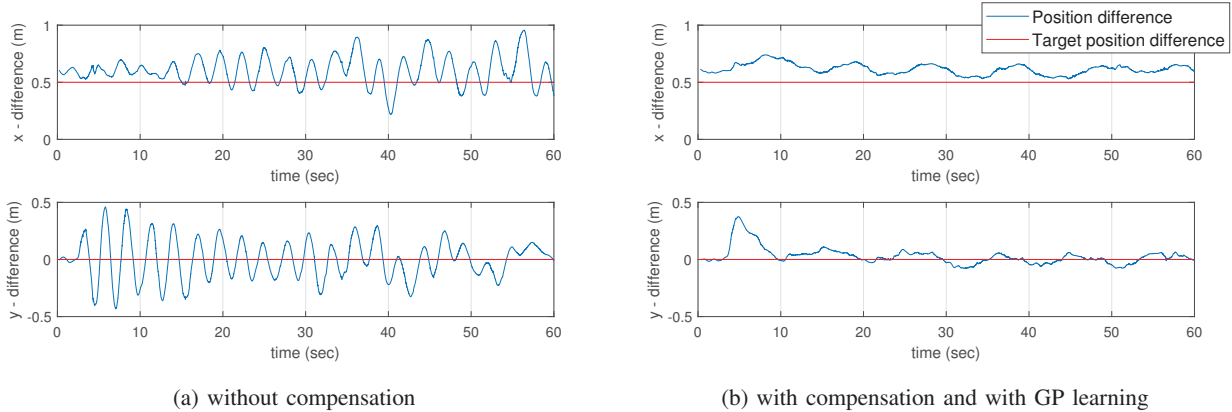 1
0.5
0
x - difference (m)
0 10 20 30 40 50 60
time (sec)
0.5
0
-0.5
y - difference (m)
0 10 20 30 40 50 60
time (sec)
(a) without compensation
Position difference
Target position difference
1
0.5
0
x - difference (m)
0 10 20 30 40 50 60
time (sec)
0.5
0
-0.5
y - difference (m)
0 10 20 30 40 50 60
time (sec)
(b) with compensation and with GP learning